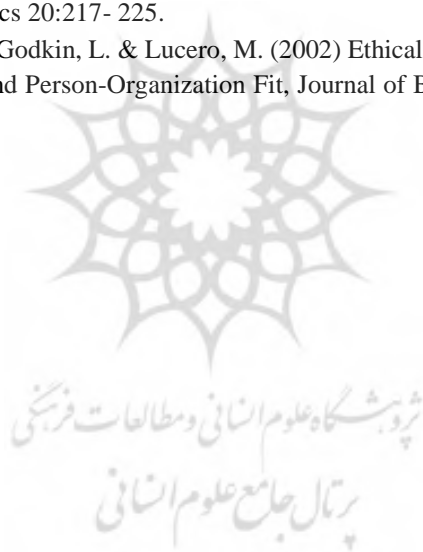 cs 20:217- 225.
Godkin, L. & Lucero, M. (2002) Ethical
nd Person-Organization Fit, Journal of B
پژوهشگاه علوم انسانی و مطالعات فرهنگی
پرتال جامع علوم انسانی